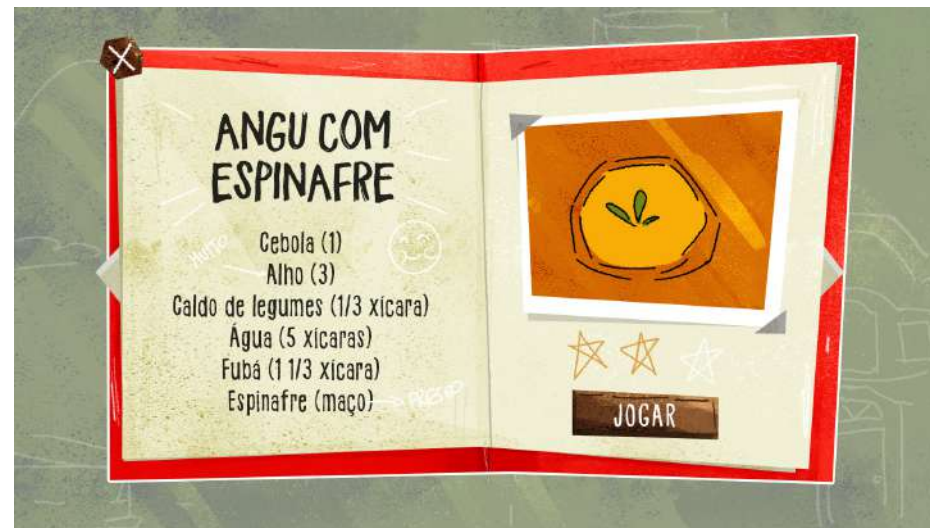 ANGU COM
ESPINAFRE
Cebola (1)
Alho (3)
Caldo de legumes (1/3 xícara)
Água (5 xícaras)
Fubá (1 1/3 xícara)
Espinafre (maço)
JOGAR